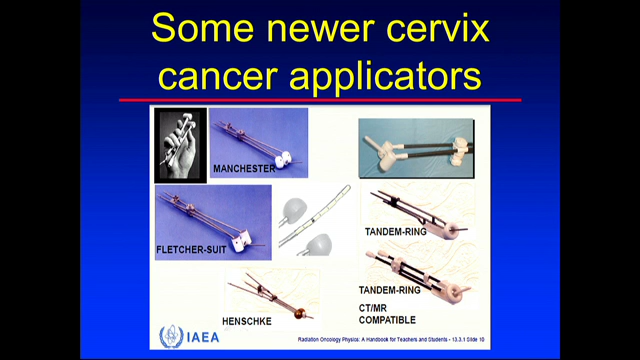 Some newer cervix
cancer applicators
MANCHESTER
FLETCHER-SUIT
TANDEM-RING
TANDEM-RING
CT/MR
COMPATIBLE
HENSCHKE
IAEA
Radiation Oncology Physics: A Handbook for Teachers and Students - 13.3.1 Slide 10